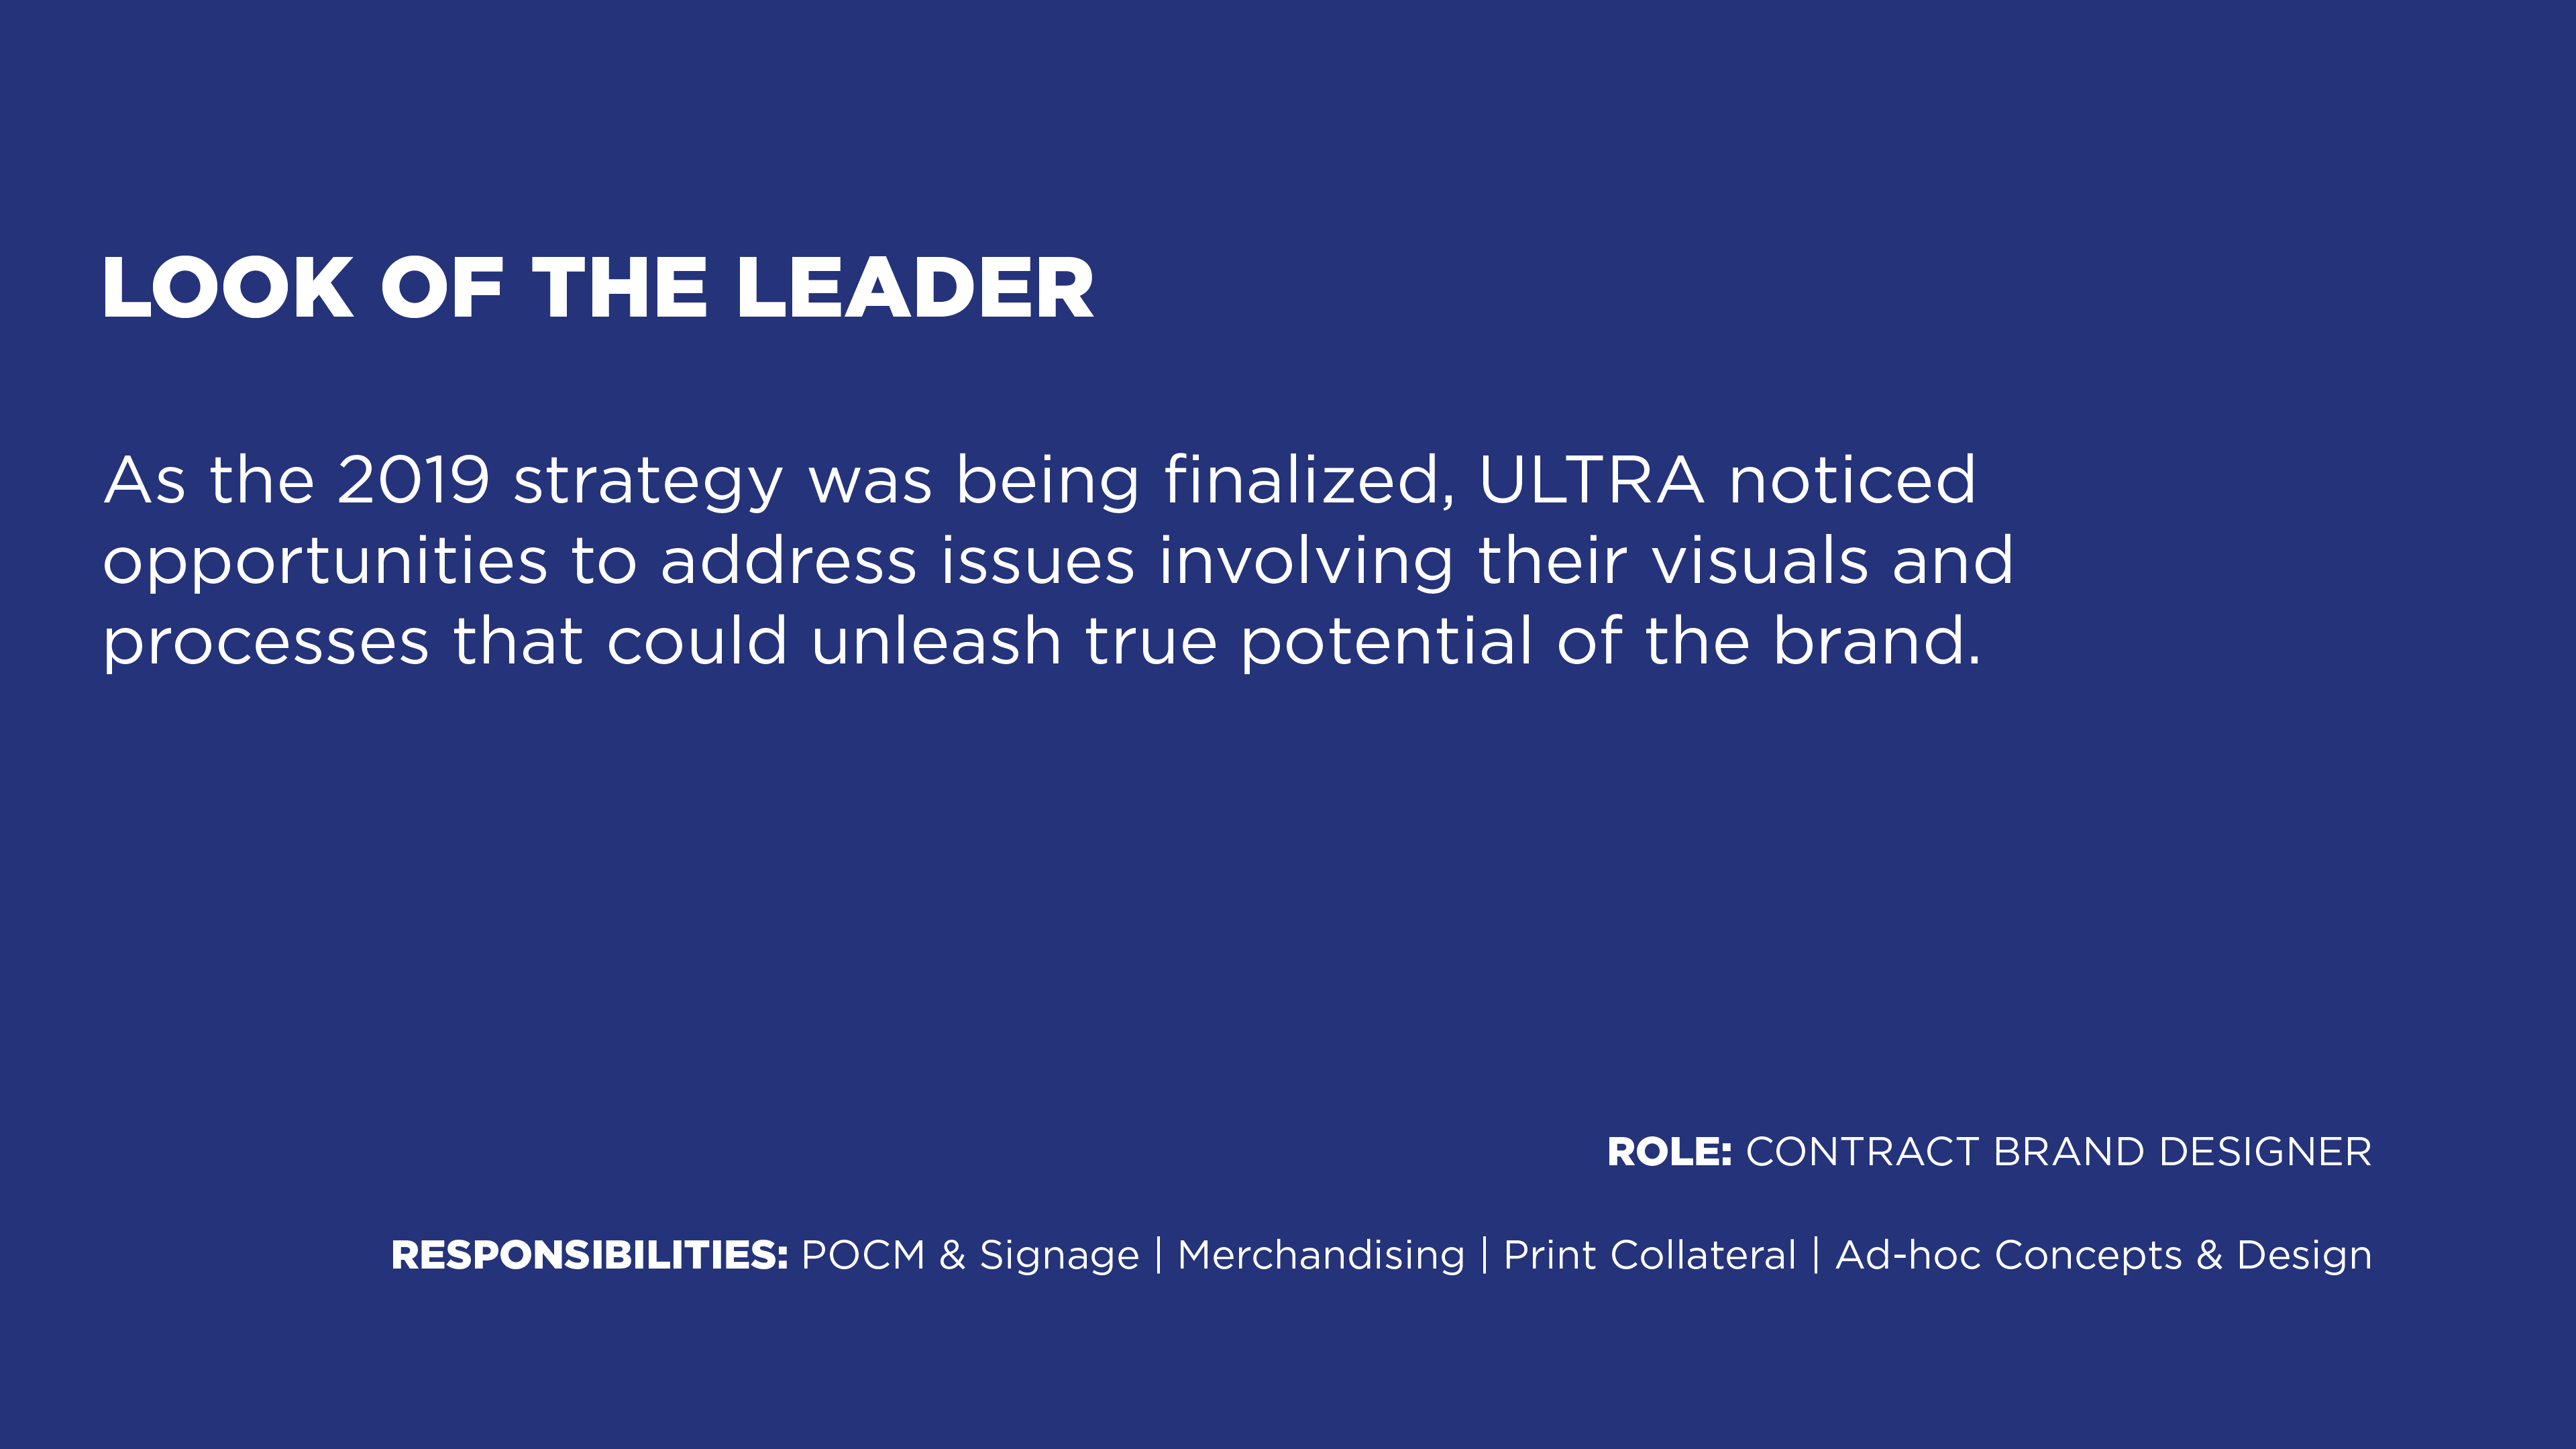 LOOK OF THE LEADER
As the 2019 strategy was being finalized, ULTRA noticed
opportunities to address issues involving their visuals and
processes that could unleash true potential of the brand.
ROLE: CONTRACT BRAND DESIGNER
RESPONSIBILITIES: POCM & Signage | Merchandising | Print Collateral | Ad-hoc Concepts & Design